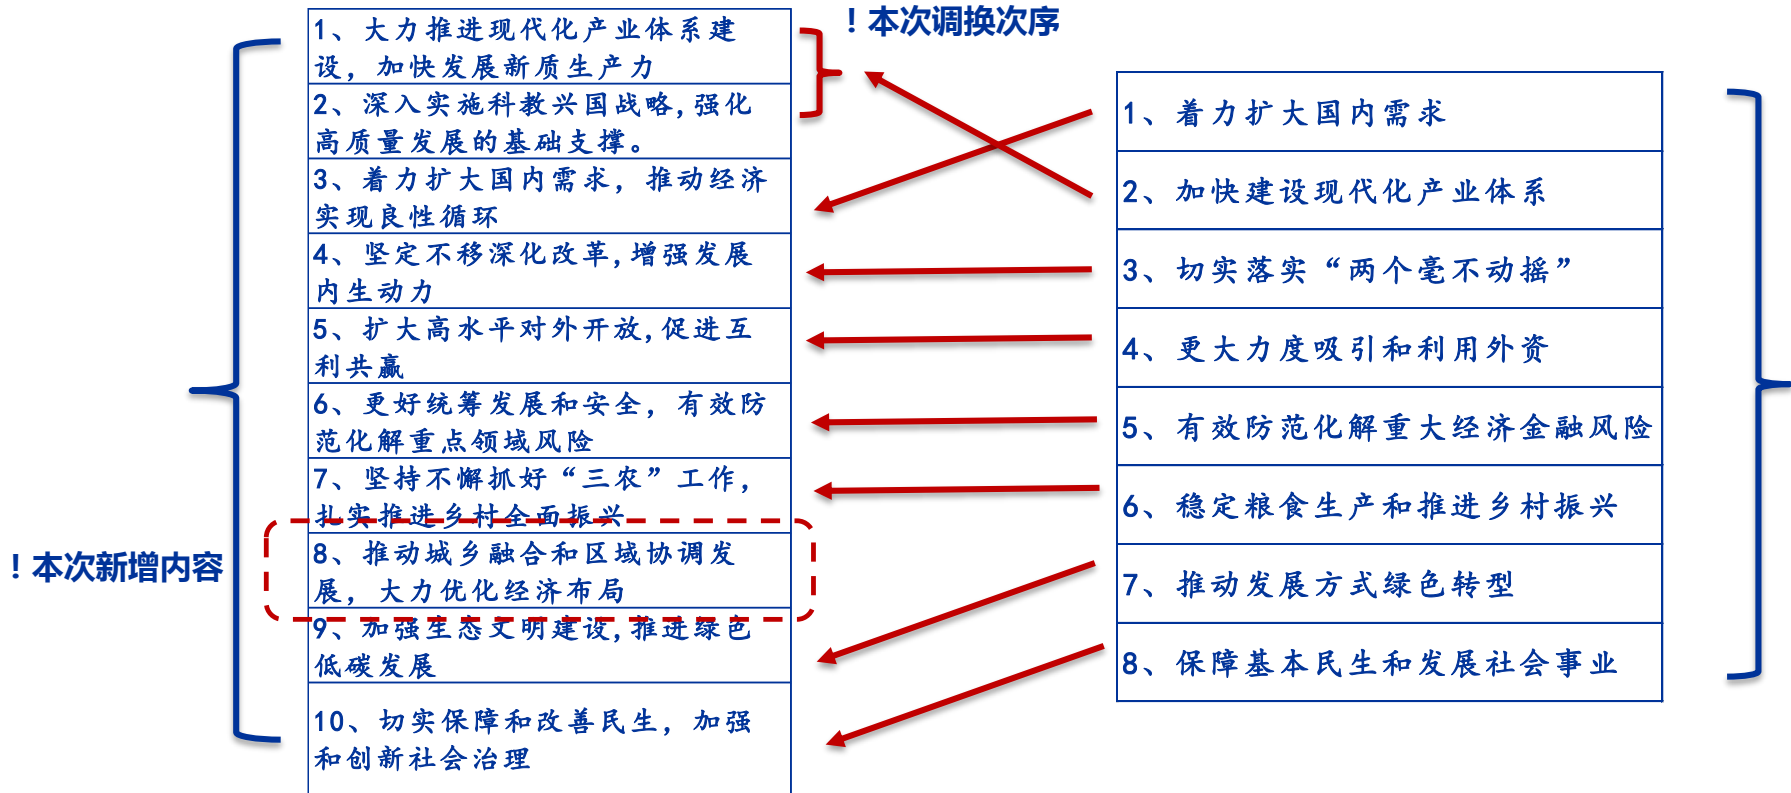 ！本次调换次序
1、大力推进现代化产业体系建
设，加快发展新质生产力
2、深入实施科教兴国战略,强化
高质量发展的基础支撑。
3、着力扩大国内需求，推动经济
实现良性循环
4、坚定不移深化改革,增强发展
内生动力
5、扩大高水平对外开放,促进互
利共赢
6、更好统筹发展和安全，有效防
范化解重点领域风险
7、坚持不懈抓好“三农”工作，
扎实推进乡村全面振兴
8、推动城乡融合和区域协调发
展，大力优化经济布局
9、加强生态文明建设,推进绿色
低碳发展
10、切实保障和改善民生，加强
和创新社会治理
！本次新增内容
1、着力扩大国内需求
2、加快建设现代化产业体系
3、切实落实“两个毫不动摇”
4、更大力度吸引和利用外资
5、有效防范化解重大经济金融风险
6、稳定粮食生产和推进乡村振兴
7、推动发展方式绿色转型
8、保障基本民生和发展社会事业